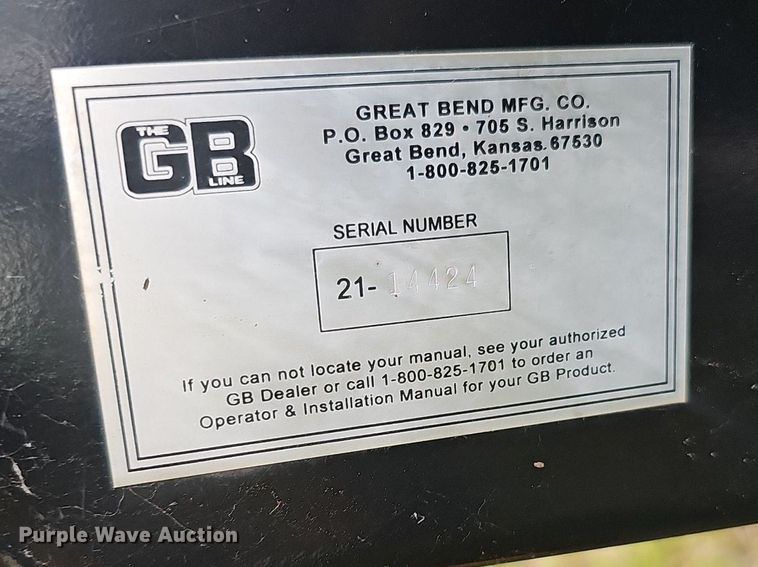 THE
GB
LINE
GREAT BEND MFG. CO.
P.O. Box 829 • 705 S. Harrison
Great Bend, Kansas 67530
1-800-825-1701
SERIAL NUMBER
21-14424
If you can not locate your manual, see your authorized
GB Dealer or call 1-800-825-1701 to order an
Operator & Installation Manual for your GB Product.
Purple Wave Auction